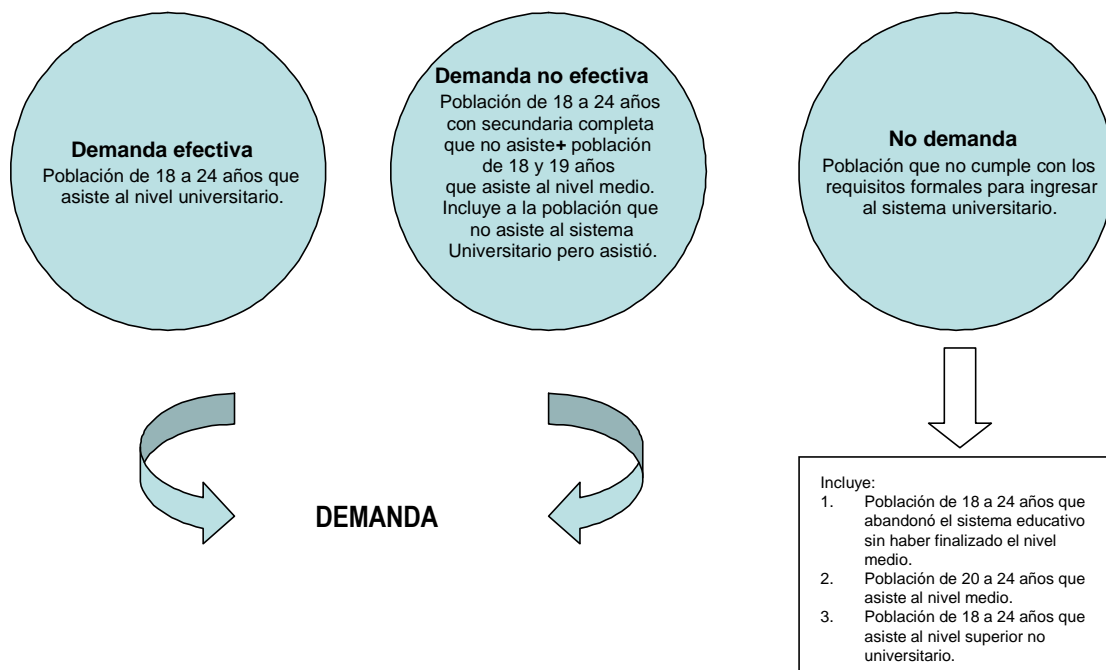 Demanda efectiva
Población de 18 a 24 años que
asiste al nivel universitario.
Demanda no efectiva
Población de 18 a 24 años
con secundaria completa
que no asiste+ población
de 18 y 19 años
que asiste al nivel medio.
Incluye a la población que
no asiste al sistema
Universitario pero asistió.
No demanda
Población que no cumple con los
requisitos formales para ingresar
al sistema universitario.
DEMANDA
Incluye:
1. Población de 18 a 24 años que
abandonó el sistema educativo
sin haber finalizado el nivel
medio.
2. Población de 20 a 24 años que
asiste al nivel medio.
3. Población de 18 a 24 años que
asiste al nivel superior no
universitario.